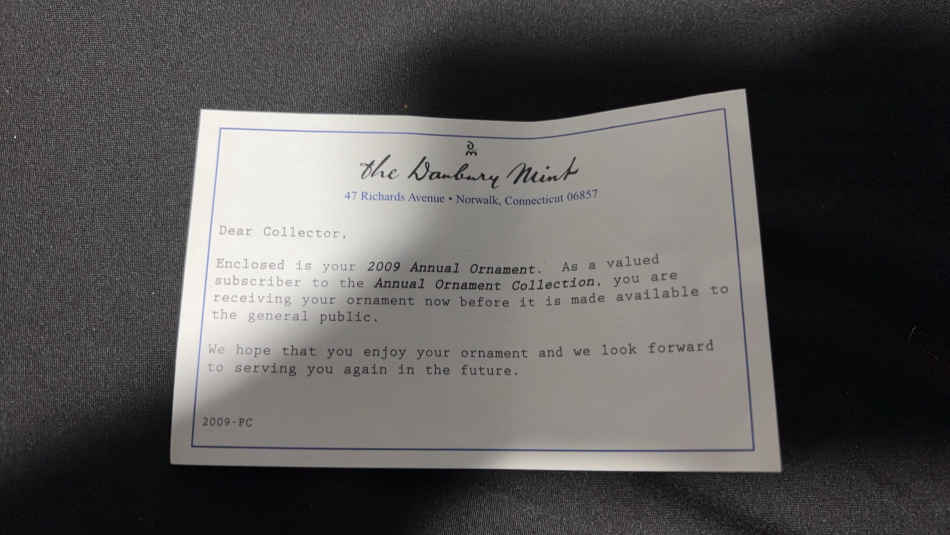 the Danbury Mint
47 Richards Avenue • Norwalk, Connecticut 06857
Dear Collector,
Enclosed is your 2009 Annual Ornament. As a valued
subscriber to the Annual Ornament Collection, you are
receiving your ornament now before it is made available to
the general public.
We hope that you enjoy your ornament and we look forward
to serving you again in the future.
2009-PC